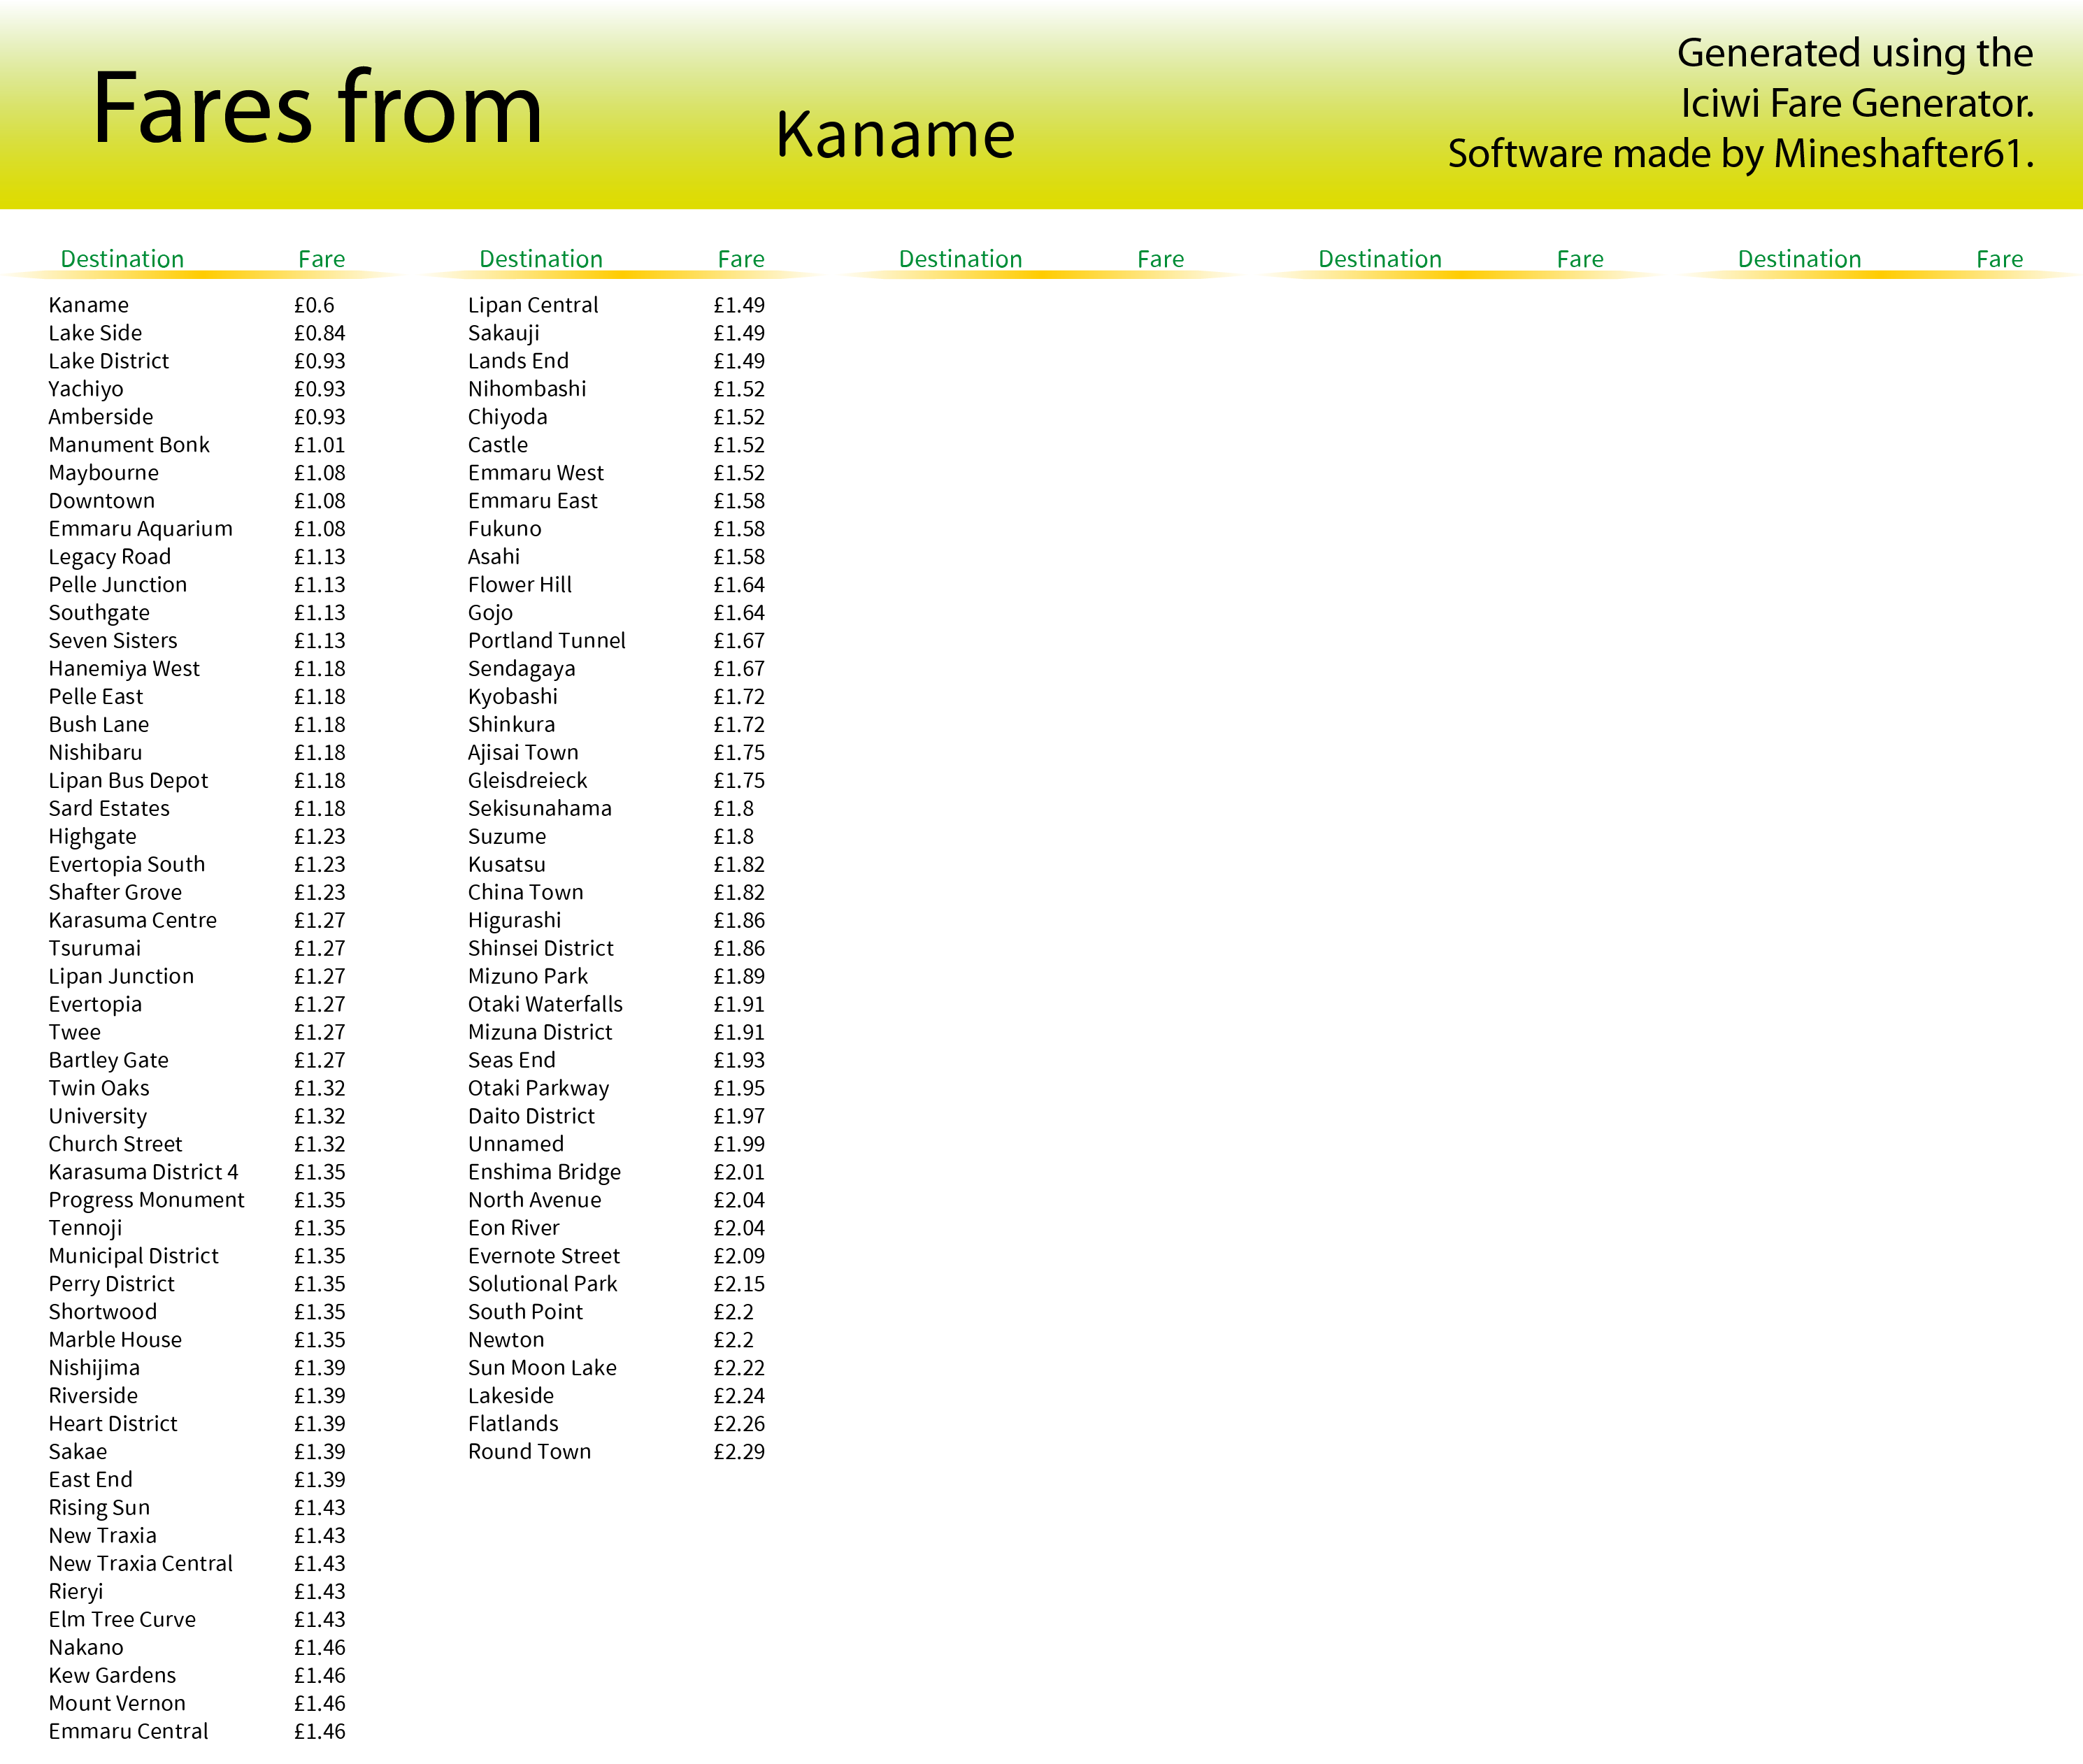 Fares from Kaname
Generated using the
Iciwi Fare Generator.
Software made by Mineshafter61.
Destination Fare Destination Fare Destination Fare Destination Fare Destination Fare
Kaname £0.6
Lake Side £0.84
Lake District £0.93
Yachiyo £0.93
Amberside £0.93
Manument Bonk £1.01
Maybourne £1.08
Downtown £1.08
Emmaru Aquarium £1.08
Legacy Road £1.13
Pelle Junction £1.13
Southgate £1.13
Seven Sisters £1.13
Hanemiya West £1.18
Pelle East £1.18
Bush Lane £1.18
Nishibaru £1.18
Lipan Bus Depot £1.18
Sard Estates £1.18
Highgate £1.23
Evertopia South £1.23
Shafter Grove £1.23
Karasuma Centre £1.27
Tsurumai £1.27
Lipan Junction £1.27
Evertopia £1.27
Twee £1.27
Bartley Gate £1.27
Twin Oaks £1.32
University £1.32
Church Street £1.32
Karasuma District 4 £1.35
Progress Monument £1.35
Tennoji £1.35
Municipal District £1.35
Perry District £1.35
Shortwood £1.35
Marble House £1.35
Nishijima £1.39
Riverside £1.39
Heart District £1.39
Sakae £1.39
East End £1.39
Rising Sun £1.43
New Traxia £1.43
New Traxia Central £1.43
Rieryi £1.43
Elm Tree Curve £1.43
Nakano £1.46
Kew Gardens £1.46
Mount Vernon £1.46
Emmaru Central £1.46
Lipan Central £1.49
Sakauji £1.49
Lands End £1.49
Nihombashi £1.52
Chiyoda £1.52
Castle £1.52
Emmaru West £1.52
Emmaru East £1.58
Fukuno £1.58
Asahi £1.58
Flower Hill £1.64
Gojo £1.64
Portland Tunnel £1.67
Sendagaya £1.67
Kyobashi £1.72
Shinkura £1.72
Ajisai Town £1.75
Gleisdreieck £1.75
Sekisunahama £1.8
Suzume £1.8
Kusatsu £1.82
China Town £1.82
Higurashi £1.86
Shinsei District £1.86
Mizuno Park £1.89
Otaki Waterfalls £1.91
Mizuna District £1.91
Seas End £1.93
Otaki Parkway £1.95
Daito District £1.97
Unnamed £1.99
Enshima Bridge £2.01
North Avenue £2.04
Eon River £2.04
Evernote Street £2.09
Solutional Park £2.15
South Point £2.2
Newton £2.2
Sun Moon Lake £2.22
Lakeside £2.24
Flatlands £2.26
Round Town £2.29